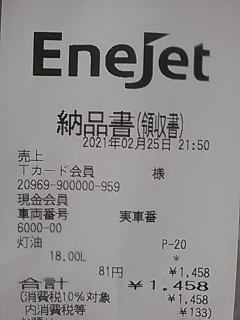 EneJet
納品書(領収書)
2021年02月25日 21:50
売上
Tカード会員 様
20969-900000-959
現金会員
車両番号 実車番
6000-00
灯油 P-20
18.00L *
81円 ¥1,458
合計 ¥1,458
(消費税10%対象 ¥1,458
内消費税等 ¥133)